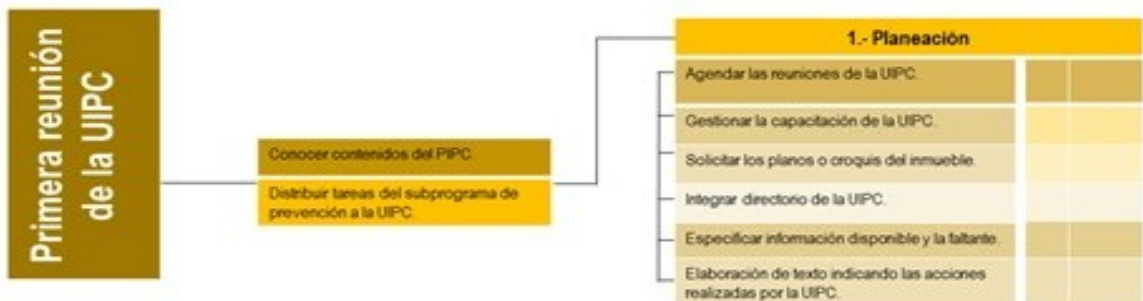 Primera reunión
de la UIPC
Conocer contenidos del PIPC.
Distribuir tareas del subprograma de
prevención a la UIPC.
1.- Planeación
Agendar las reuniones de la UIPC.
Gestionar la capacitación de la UIPC.
Solicitar los planos o croquis del inmueble.
Integrar directorio de la UIPC.
Especificar información disponible y la faltante.
Elaboración de texto indicando las acciones
realizadas por la UIPC.